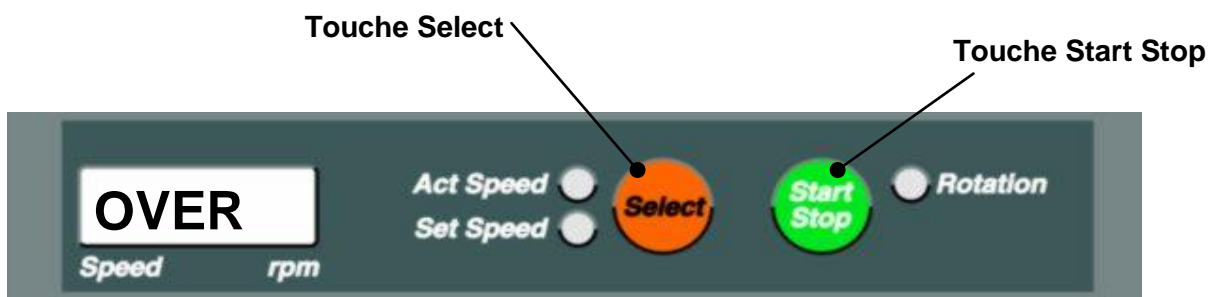 Touche Select
Touche Start Stop
OVER
Speed rpm
Act Speed
Set Speed
Select
Start
Stop
Rotation